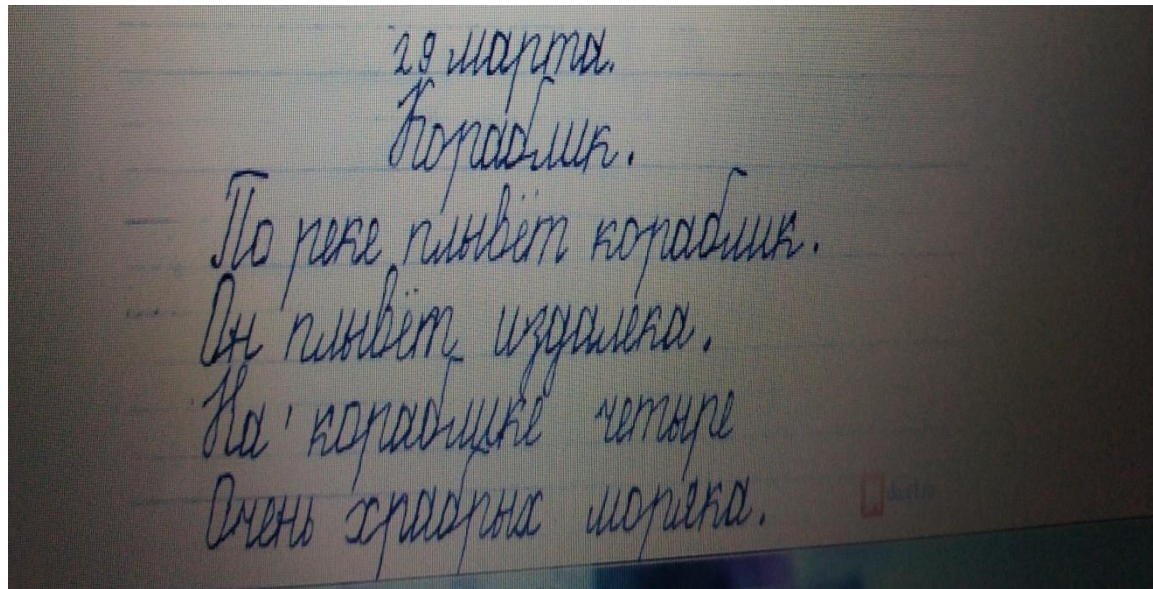 29 марта.
Кораблик.
По реке плывёт кораблик.
Он плывёт издалека.
На кораблике четыре
Очень храбрых моряка.